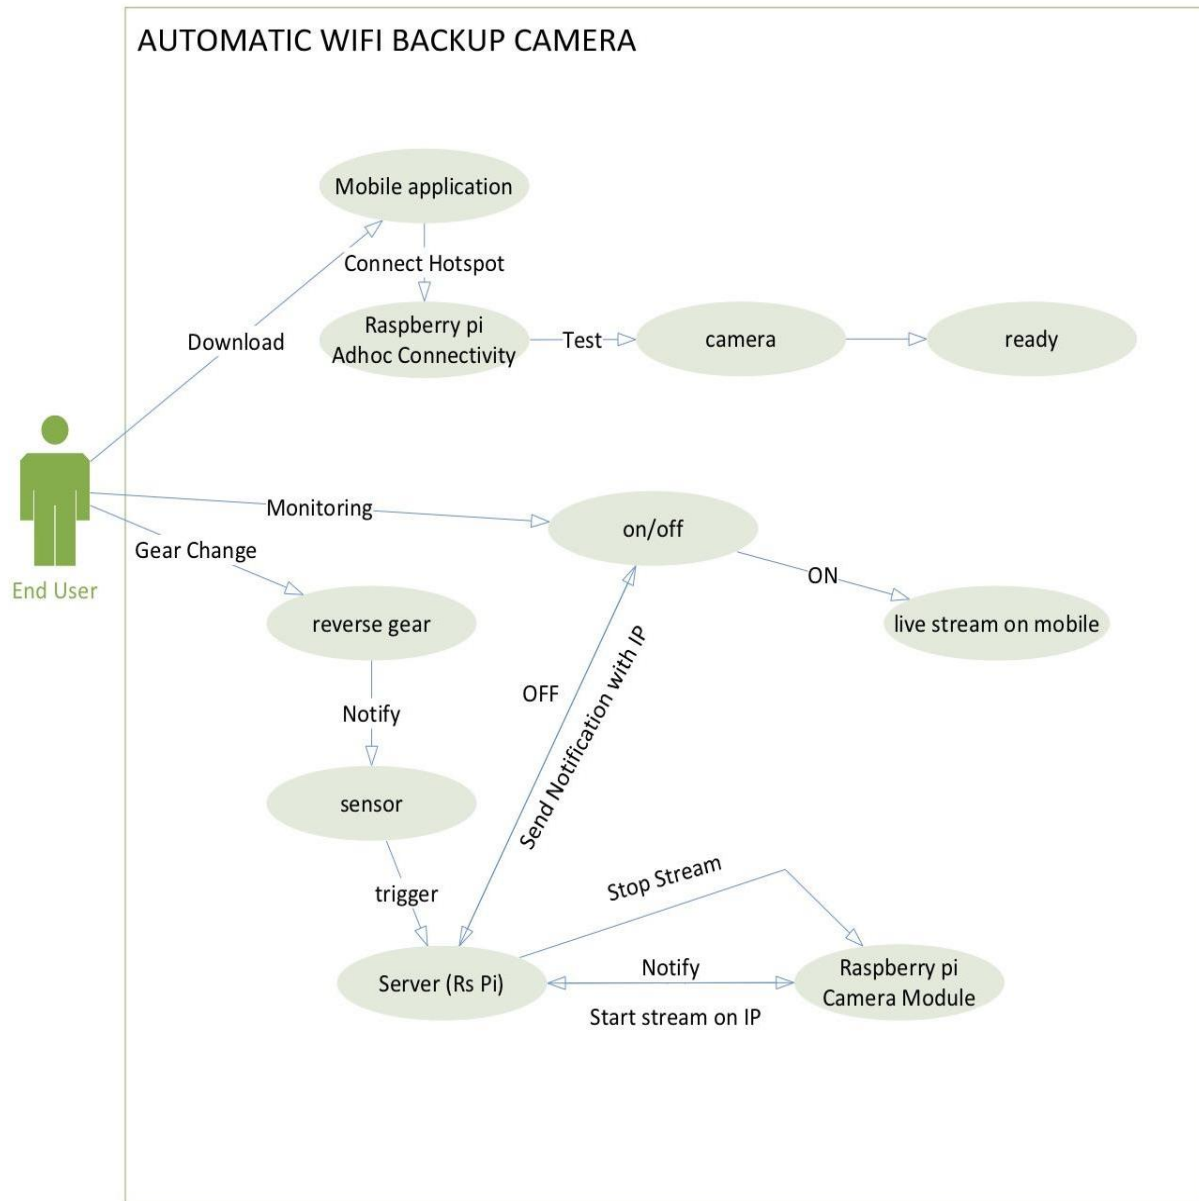 AUTOMATIC WIFI BACKUP CAMERA
Mobile application
Connect Hotspot
Download
Raspberry pi
Adhoc Connectivity
Test
camera
ready
Monitoring
on/off
Gear Change
End User
ON
reverse gear
live stream on mobile
OFF
Send Notification with IP
Notify
sensor
trigger
Stop Stream
Server (Rs Pi)
Notify
Start stream on IP
Raspberry pi
Camera Module